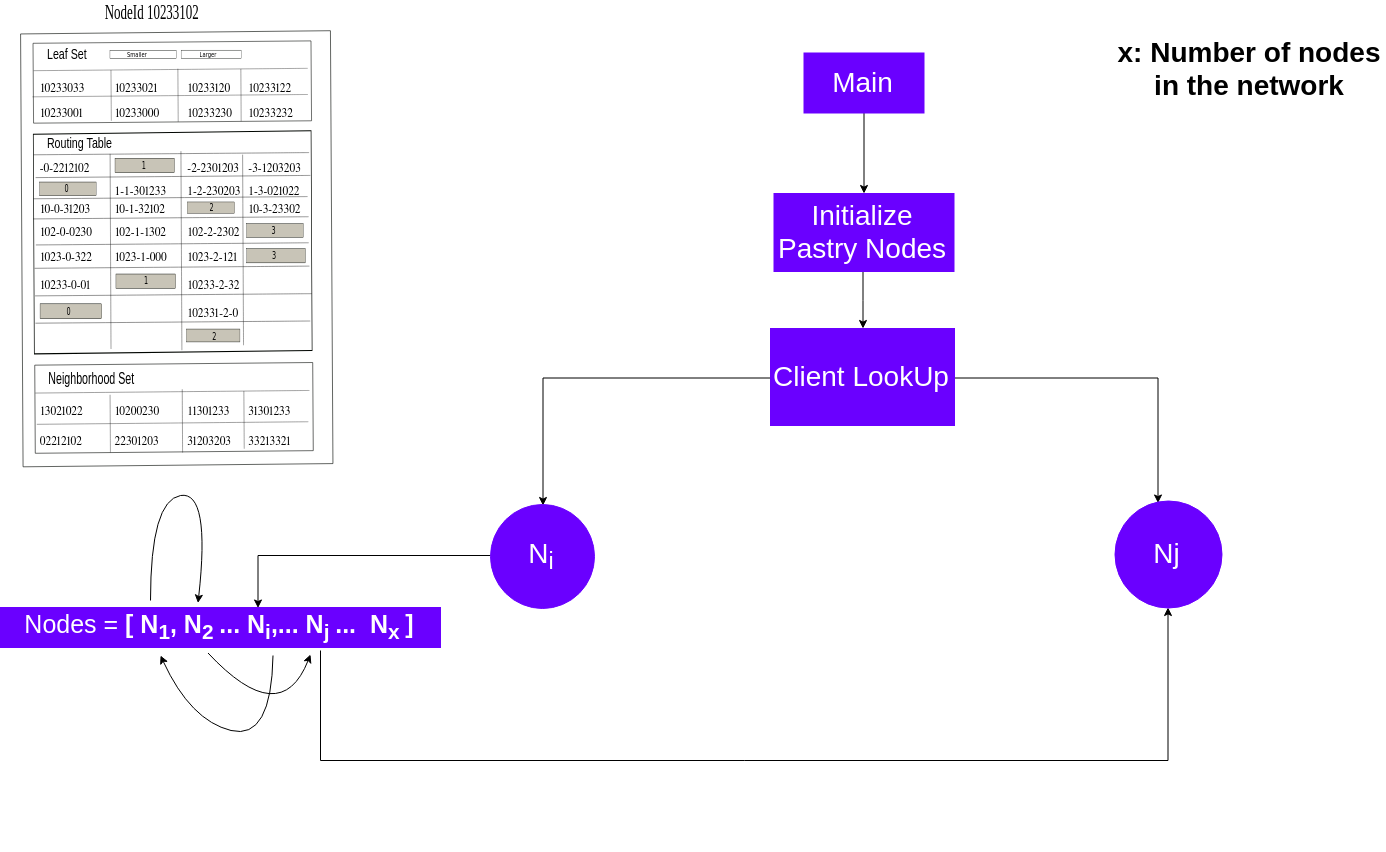 NodeId 10233102
Leaf Set Smaller Larger
10233033 10233021 10233120 10233122
10233001 10233000 10233230 10233232
Routing Table
-0-2212102 1 -2-2301203 -3-1203203
0 1-1-301233 1-2-230203 1-3-021022
10-0-31203 10-1-32102 2 10-3-23302
102-0-0230 102-1-1302 102-2-2302 3
1023-0-322 1023-1-000 1023-2-121 3
10233-0-01 1 10233-2-32
0 102331-2-0
2
Neighborhood Set
13021022 10200230 11301233 31301233
02212102 22301203 31203203 33213321
Main
x: Number of nodes
in the network
Initialize
Pastry Nodes
Client LookUp
Ni
Nj
Nodes = [ N1, N2 ... Ni,... Nj ... Nx ]